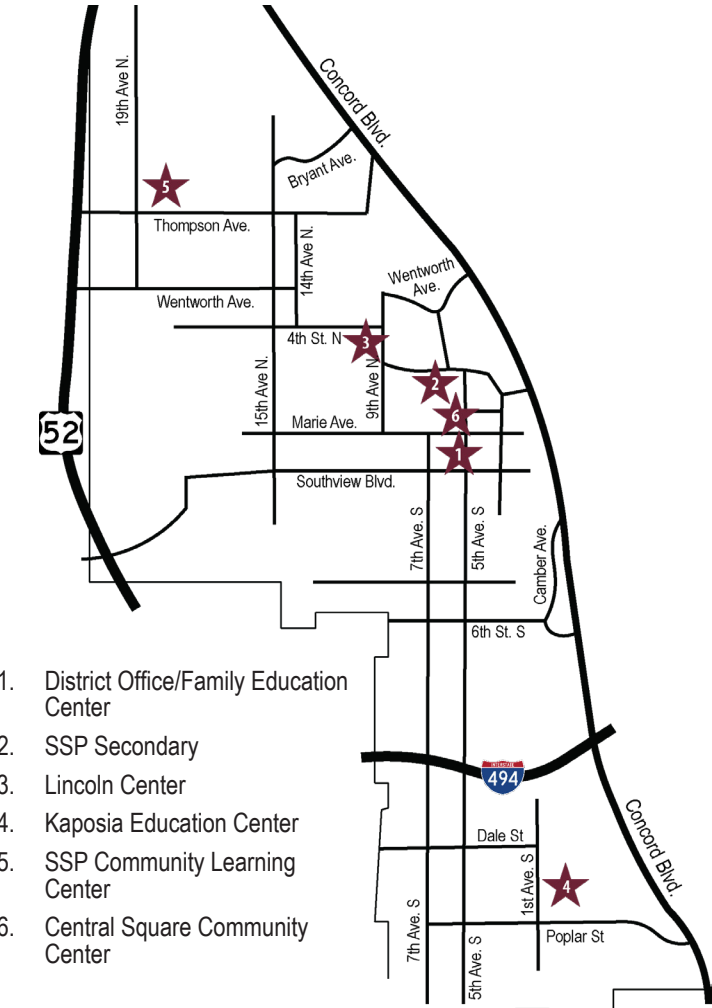 19th Ave N.
Concord Blvd.
Bryant Ave.
5
Thompson Ave.
14th Ave N.
Wentworth
Ave.
Wentworth Ave.
4th St. N
3
15th Ave N.
9th Ave N
2
6
Marie Ave.
52
1
Southview Blvd.
7th Ave. S
5th Ave. S
Camber Ave.
6th St. S
1. District Office/Family Education
Center
2. SSP Secondary
3. Lincoln Center
4. Kaposia Education Center
5. SSP Community Learning
Center
6. Central Square Community
Center
INTERSTATE
494
Dale St
1st Ave. S
4
Concord Blvd.
7th Ave. S
5th Ave. S
Poplar St